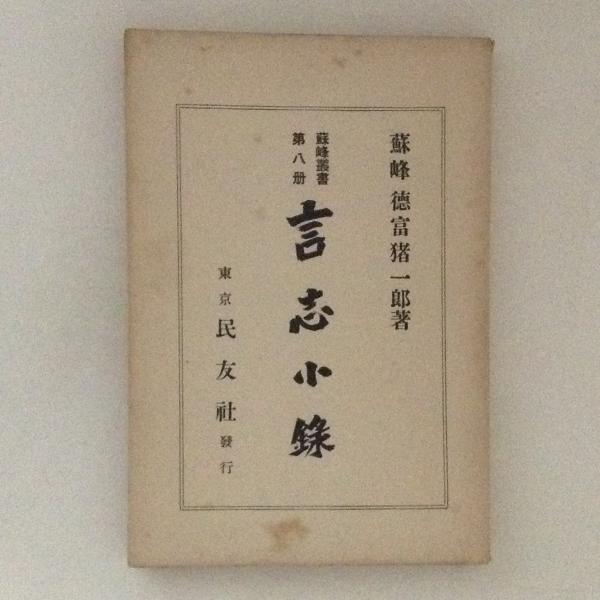 蘇峰 德富猪一郎著
蘇峰叢書
第八册
言志小錄
東京 民友社發行